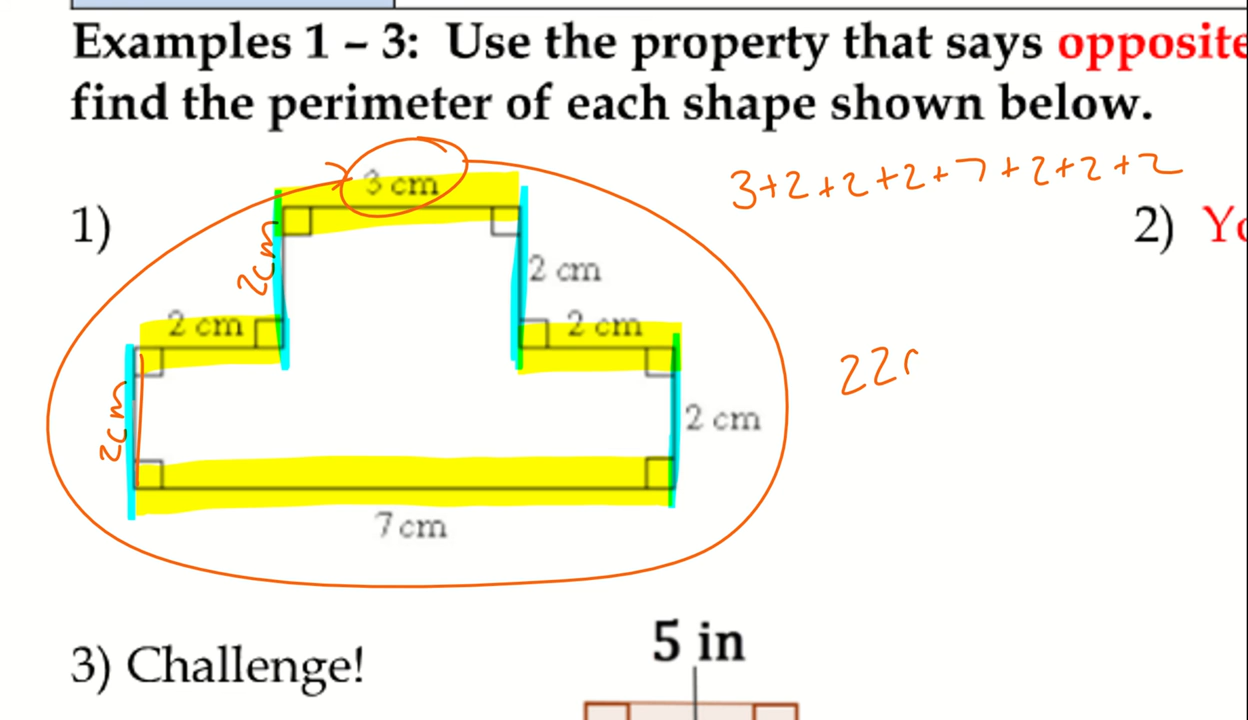 Examples 1 – 3: Use the property that says opposite
find the perimeter of each shape shown below.
3 cm
3+2+2+2+7+2+2+2
1)
2) Yo
2cm
2 cm
2 cm
2 cm
22c
2cm
2 cm
7 cm
3) Challenge!
5 in